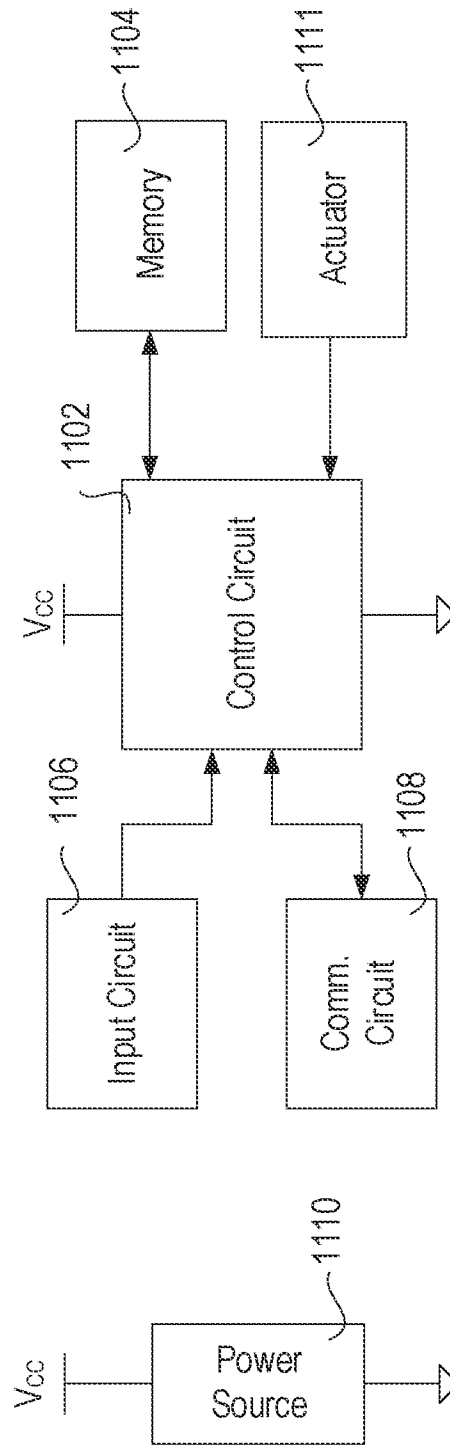 VCC
Power
Source
1110
Input Circuit
1106
Comm.
Circuit
1108
VCC
Control Circuit
1102
Memory
1104
Actuator
1111